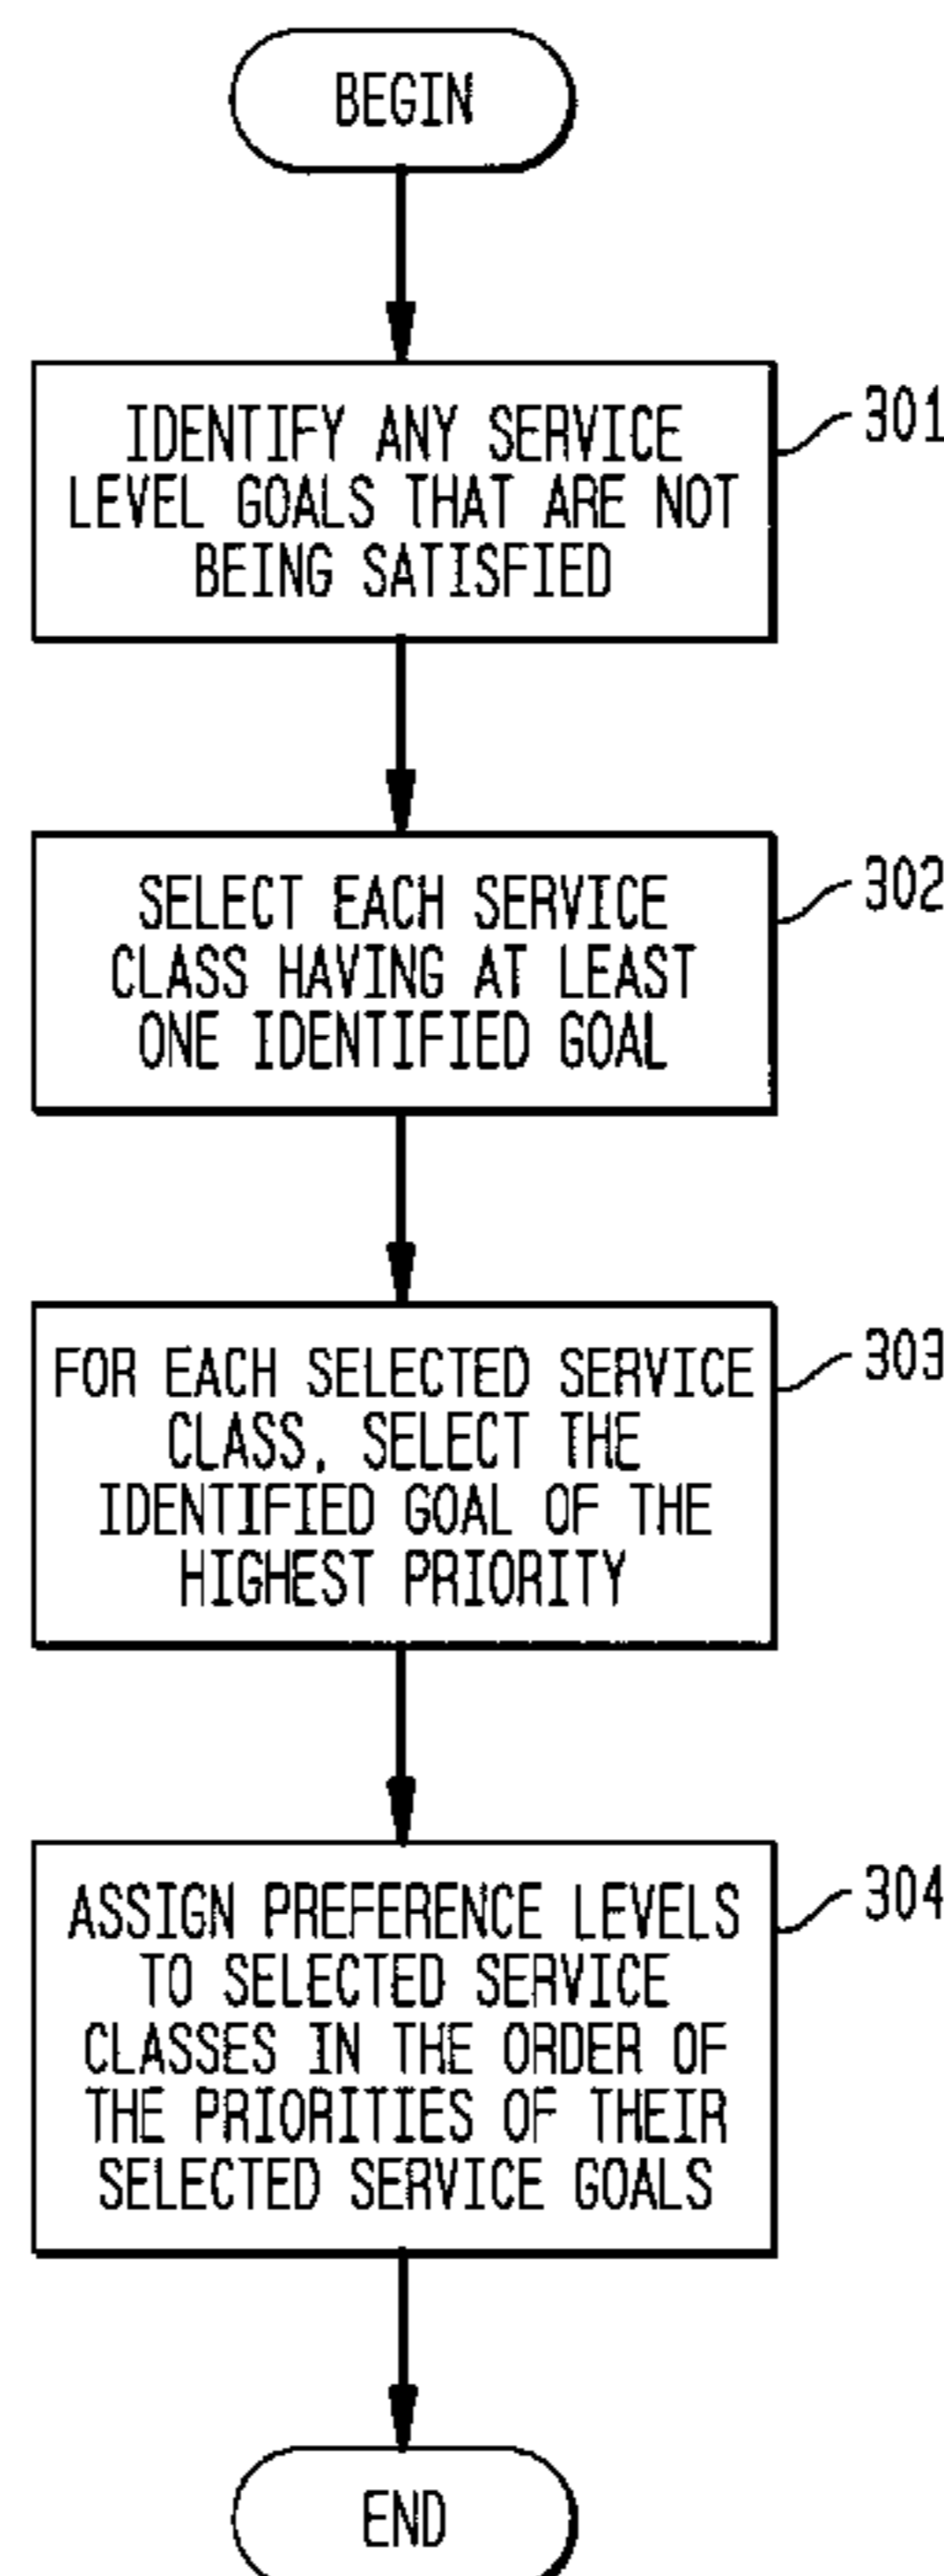 BEGIN
IDENTIFY ANY SERVICE
LEVEL GOALS THAT ARE NOT
BEING SATISFIED
301
SELECT EACH SERVICE
CLASS HAVING AT LEAST
ONE IDENTIFIED GOAL
302
FOR EACH SELECTED SERVICE
CLASS, SELECT THE
IDENTIFIED GOAL OF THE
HIGHEST PRIORITY
303
ASSIGN PREFERENCE LEVELS
TO SELECTED SERVICE
CLASSES IN THE ORDER OF
THE PRIORITIES OF THEIR
SELECTED SERVICE GOALS
304
END